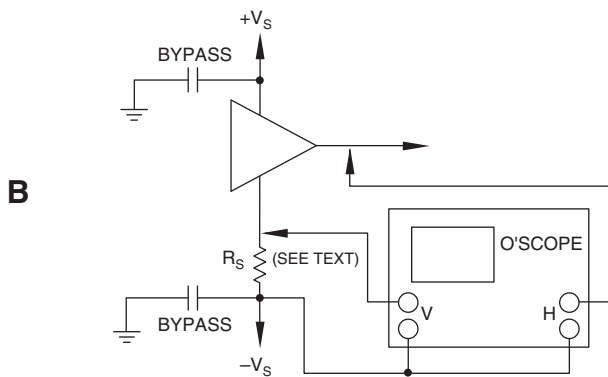 +VS
BYPASS
B
O'SCOPE
RS (SEE TEXT)
V
H
BYPASS
–VS